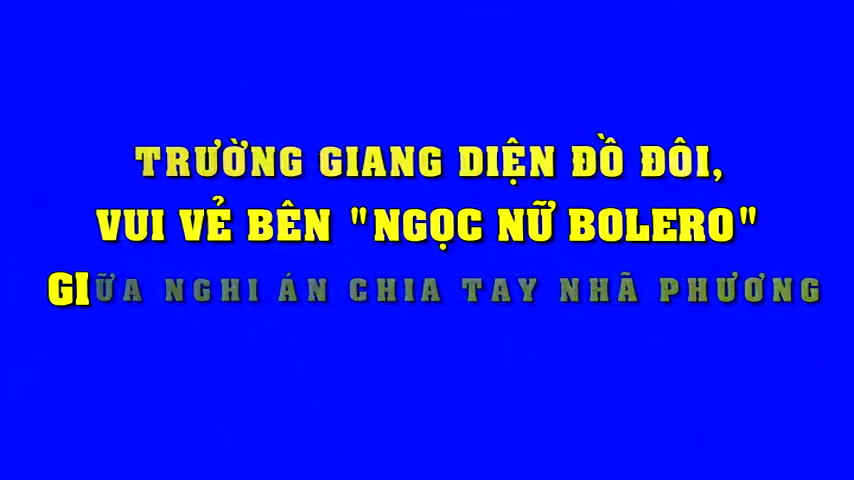 TRƯỜNG GIANG DIỆN ĐỒ ĐÔI,
VUI VẺ BÊN "NGỌC NỮ BOLERO"
GIỮA NGHI ÁN CHIA TAY NHÃ PHƯƠNG